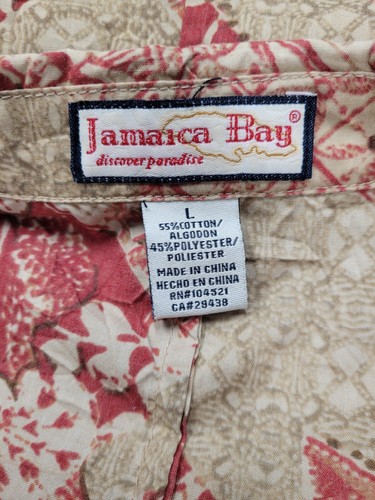 Jamaica Bay®
discover paradise
L
55%COTTON/
ALGODON
45%POLYESTER/
POLIESTER
MADE IN CHINA
HECHO EN CHINA
RN#104521
CA#29438